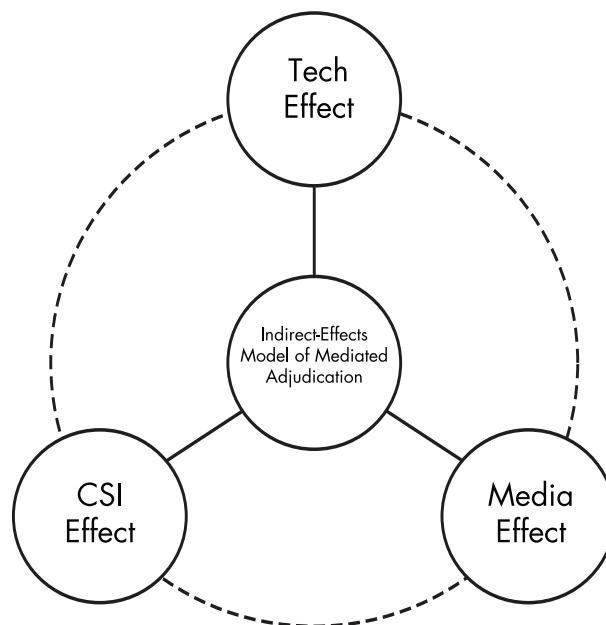 Tech
Effect
Indirect-Effects
Model of Mediated
Adjudication
CSI
Effect
Media
Effect